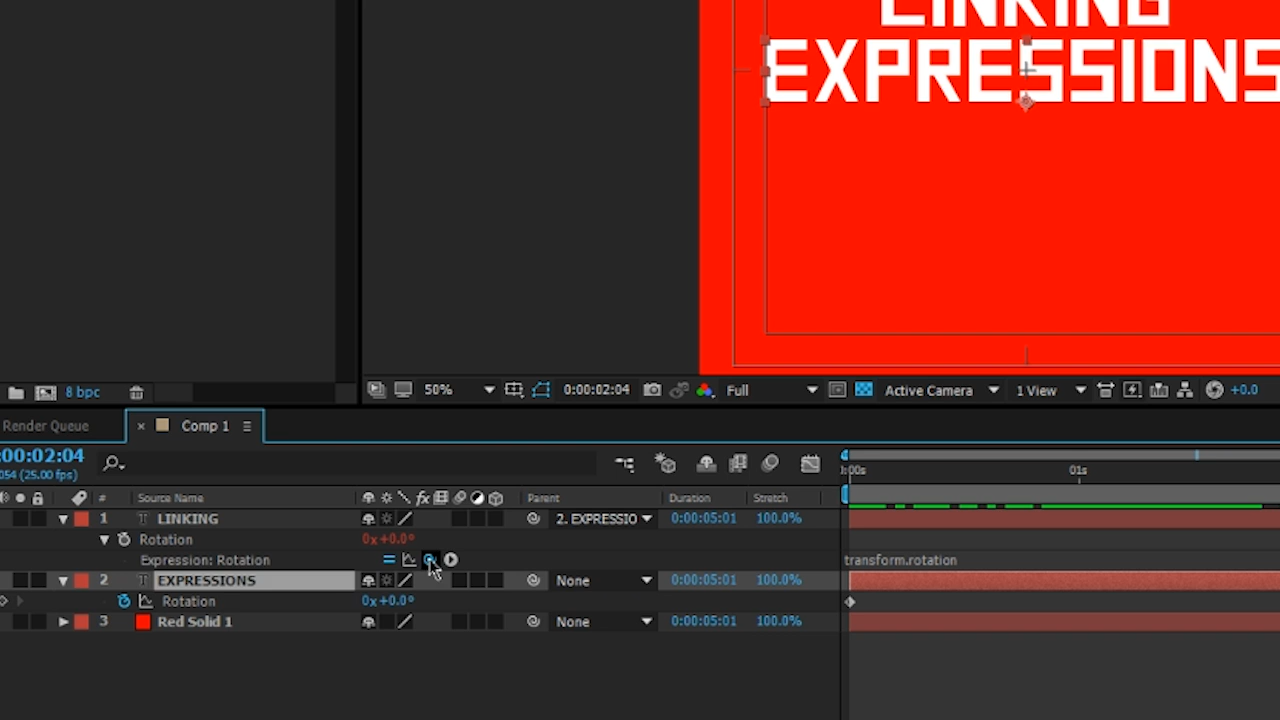 LINKING
EXPRESSIONS
8 bpc
50%
0:00:02:04
Full
Active Camera
1 View
+0.0
Render Queue
× Comp 1
:00:02:04
054 (25.00 fps)
:00s
01s
#
Source Name
fx
Parent
Duration
Stretch
1
T
LINKING
2. EXPRESSIO
0:00:05:01
100.0%
Rotation
0x+0.0°
Expression: Rotation
=
transform.rotation
2
T
EXPRESSIONS
None
0:00:05:01
100.0%
Rotation
0x+0.0°
3
Red Solid 1
None
0:00:05:01
100.0%